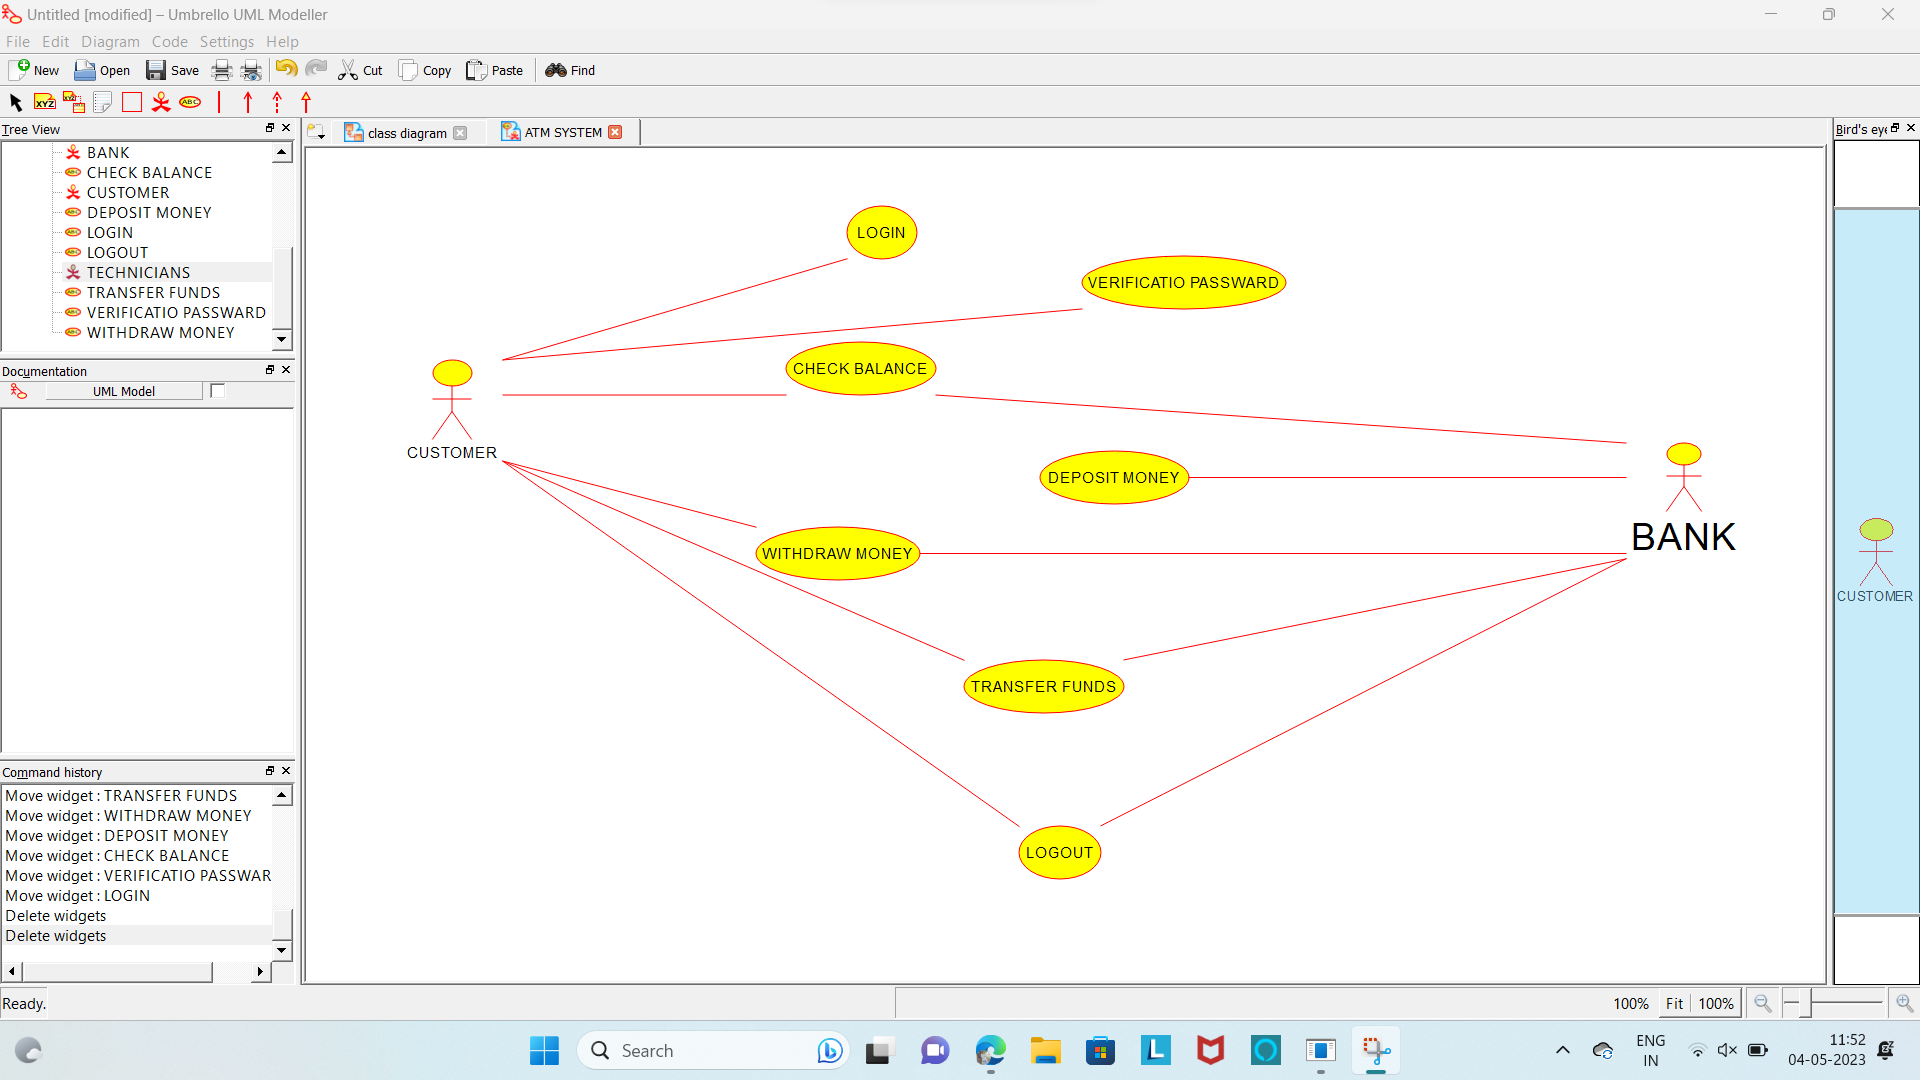 Untitled [modified] – Umbrello UML Modeller
File Edit Diagram Code Settings Help
New Open Save Cut Copy Paste Find
XYZ XYZ ABC
Tree View
BANK
CHECK BALANCE
CUSTOMER
DEPOSIT MONEY
LOGIN
LOGOUT
TECHNICIANS
TRANSFER FUNDS
VERIFICATIO PASSWARD
WITHDRAW MONEY
Documentation
UML Model
Command history
Move widget : TRANSFER FUNDS
Move widget : WITHDRAW MONEY
Move widget : DEPOSIT MONEY
Move widget : CHECK BALANCE
Move widget : VERIFICATIO PASSWAR
Move widget : LOGIN
Delete widgets
Delete widgets
class diagram
ATM SYSTEM
LOGIN
VERIFICATIO PASSWARD
CHECK BALANCE
CUSTOMER
DEPOSIT MONEY
BANK
WITHDRAW MONEY
TRANSFER FUNDS
LOGOUT
Bird's eye
CUSTOMER
Ready.
100% Fit 100%
Search
L
ENG
IN
11:52
04-05-2023